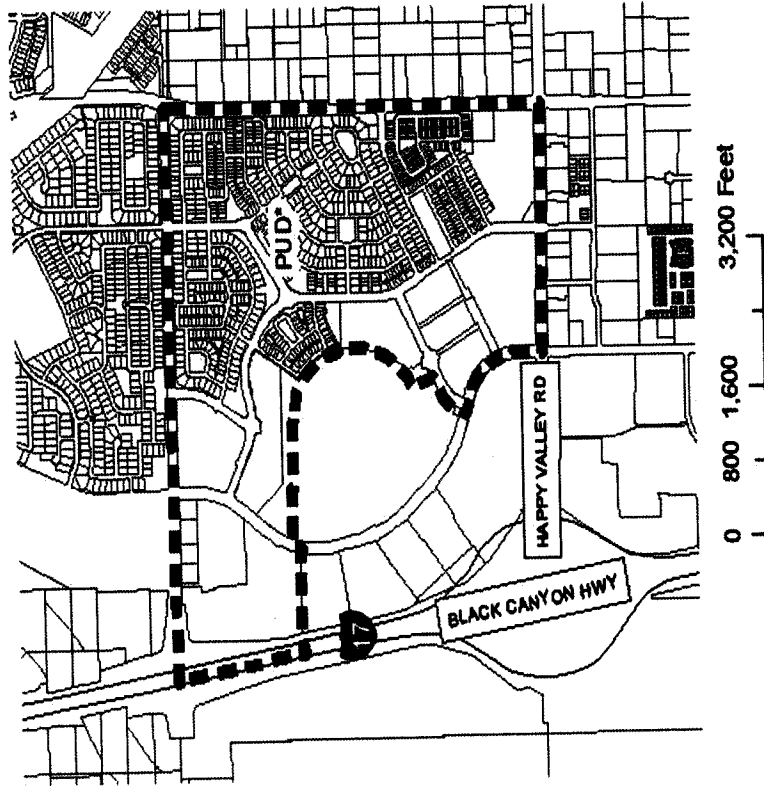 PUD*
17
HAPPY VALLEY RD
BLACK CANYON HWY
0 800 1,600 3,200 Feet